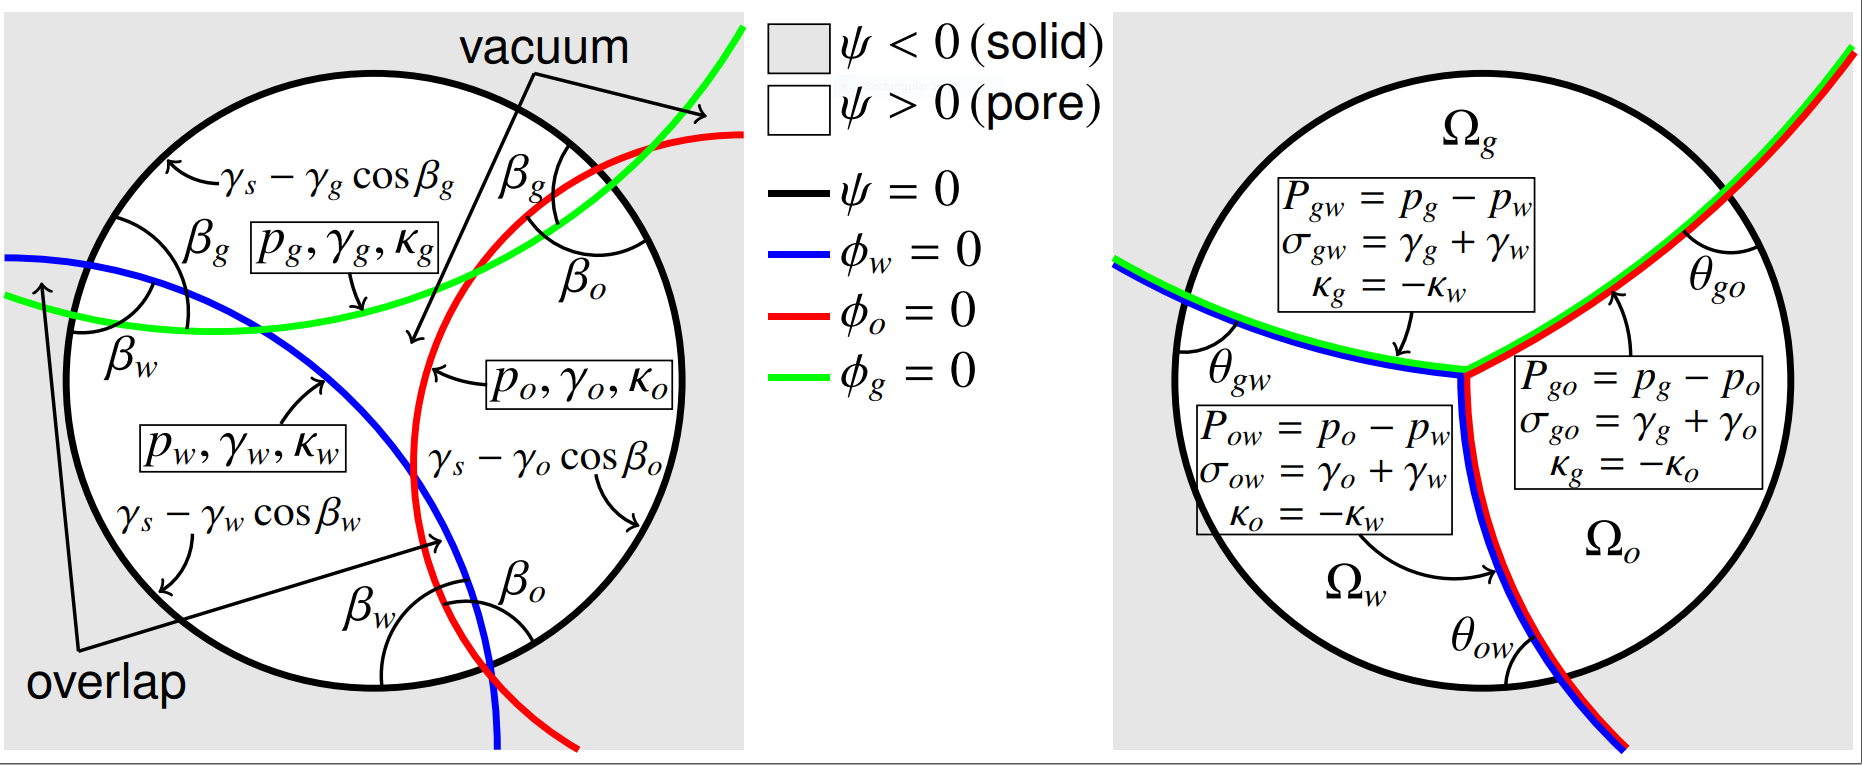 vacuum
γₛ − γ_g cos β_g
β_g
β_g
p_g, γ_g, κ_g
β_o
β_w
p_o, γ_o, κ_o
p_w, γ_w, κ_w
γₛ − γ_o cos β_o
γₛ − γ_w cos β_w
β_o
β_w
overlap
ψ < 0 (solid)
ψ > 0 (pore)
ψ = 0
ϕ_w = 0
ϕ_o = 0
ϕ_g = 0
Ω_g
P_gw = p_g − p_w
σ_gw = γ_g + γ_w
κ_g = −κ_w
θ_go
θ_gw
P_go = p_g − p_o
σ_go = γ_g + γ_o
κ_g = −κ_o
P_ow = p_o − p_w
σ_ow = γ_o + γ_w
κ_o = −κ_w
Ω_o
Ω_w
θ_ow